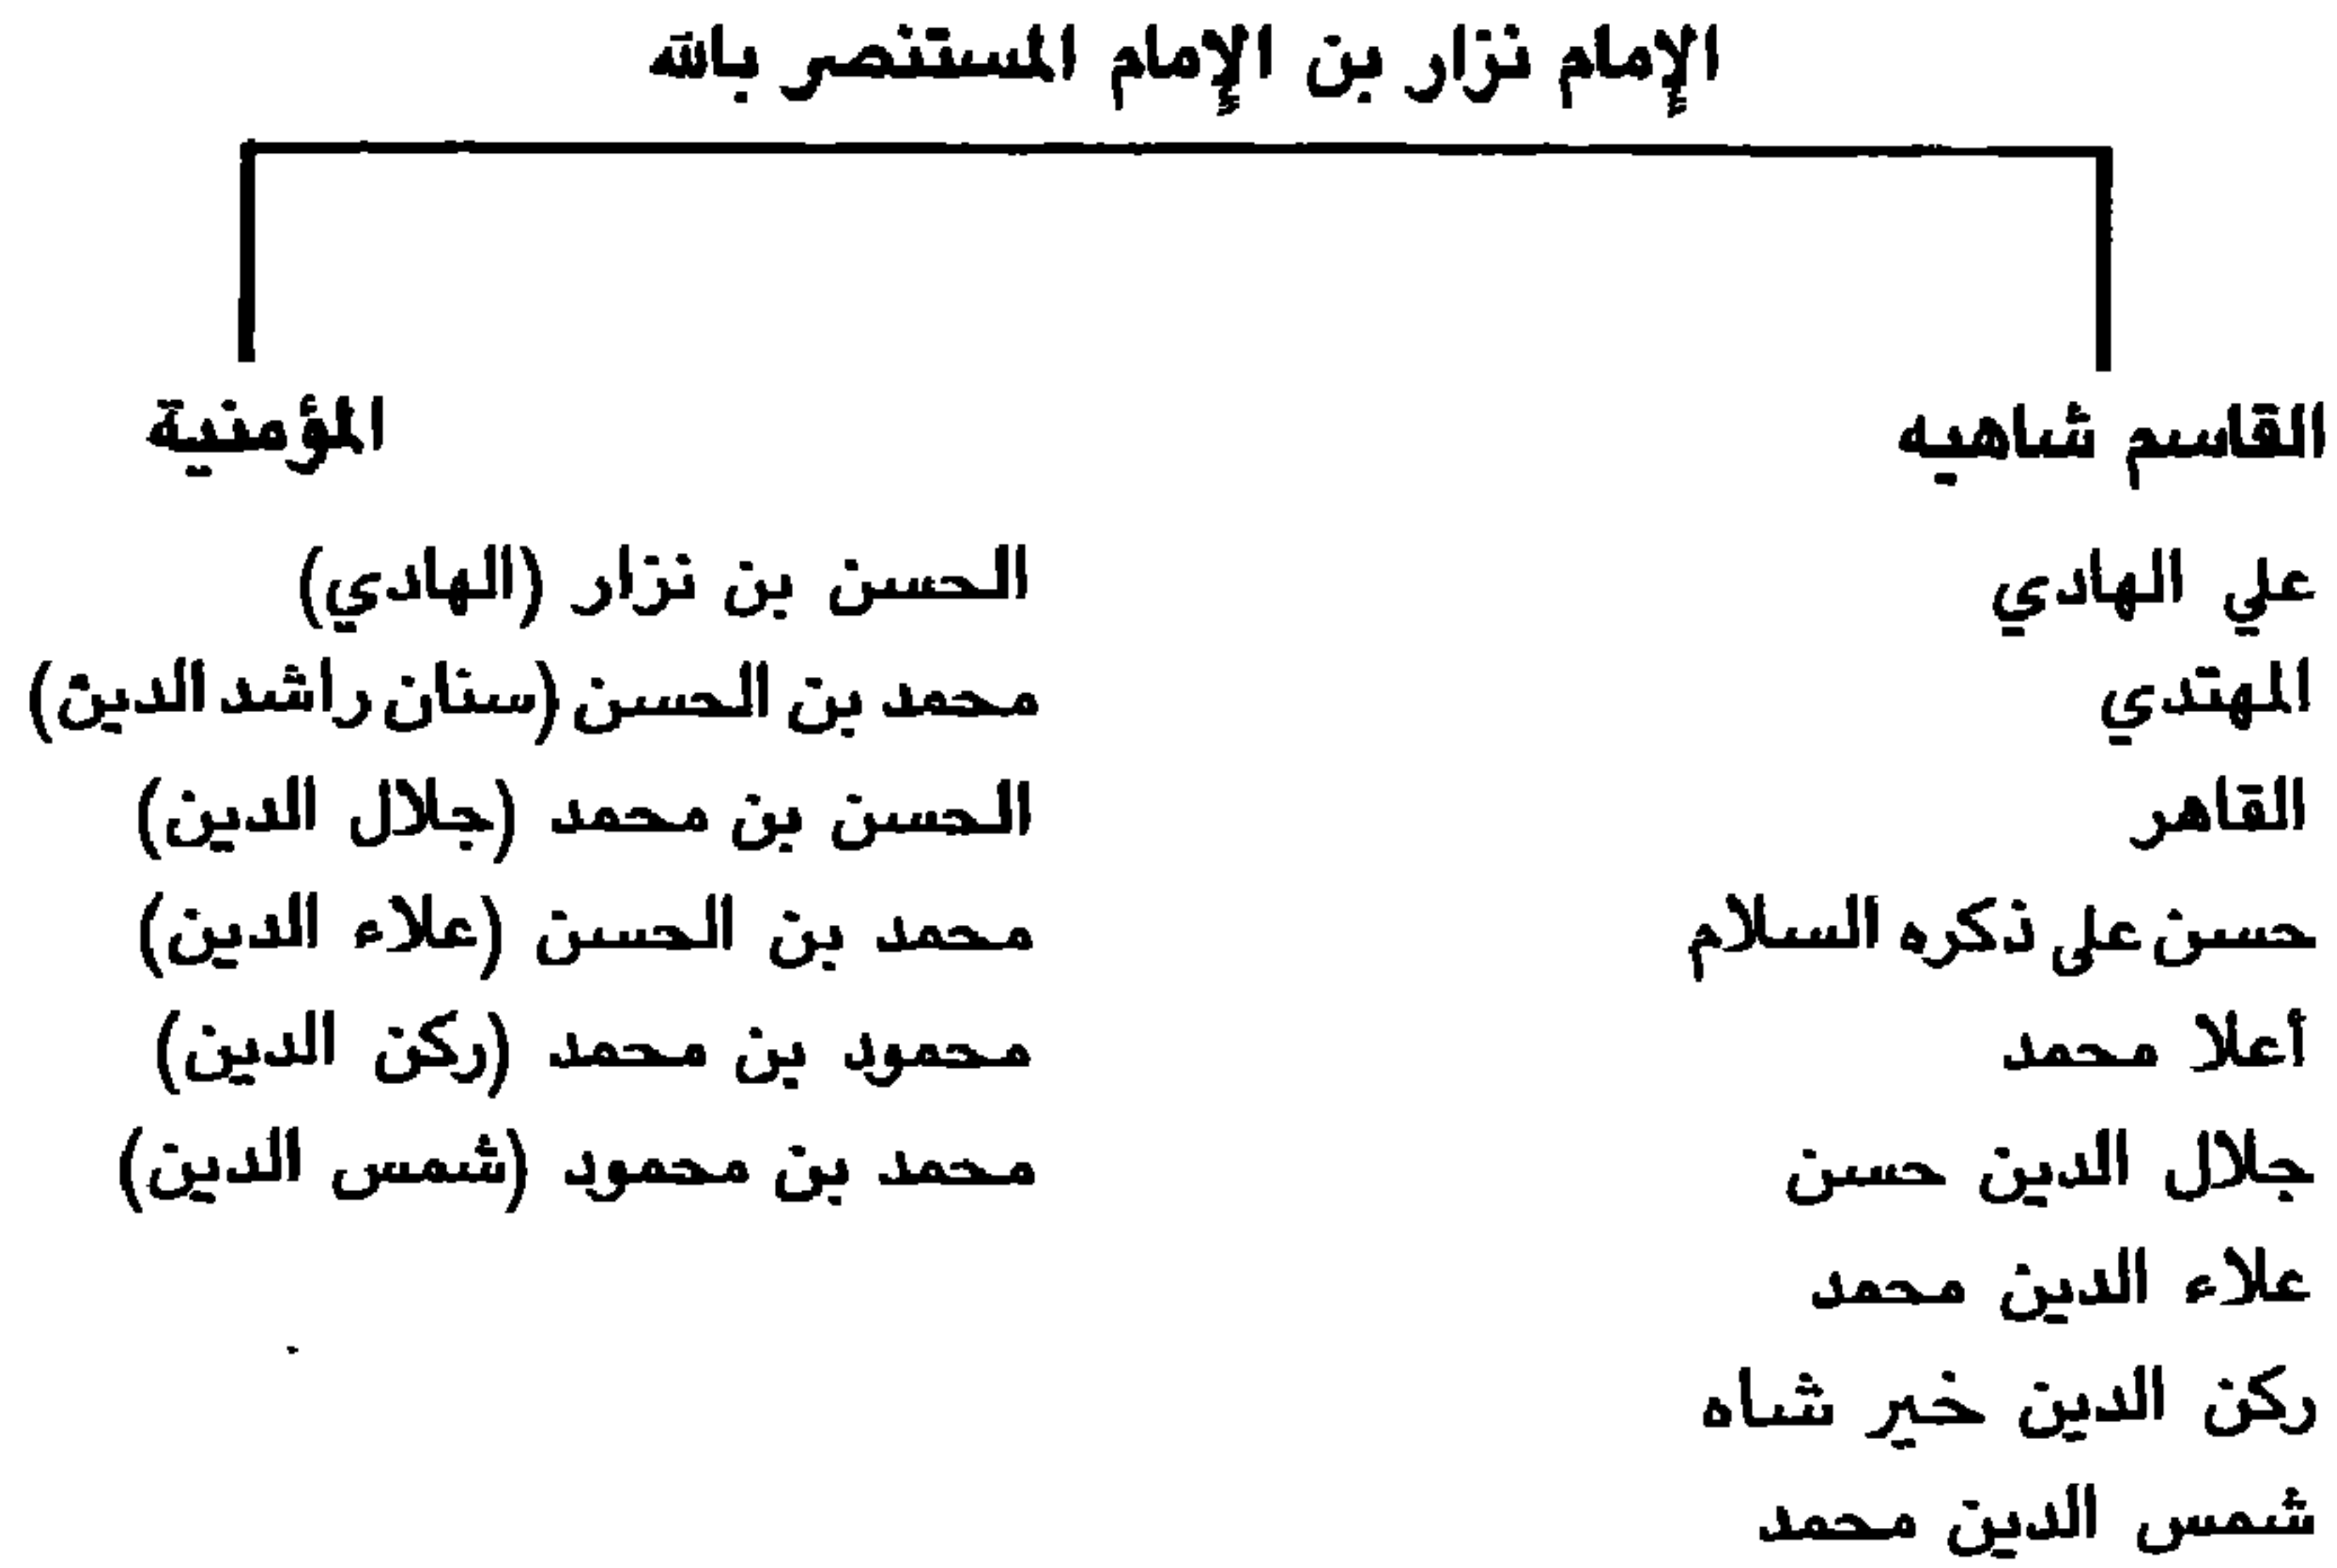 الإمام نزار بن الإمام المستنصر بالله
القاسم شاهيه
المؤمنية
علي الهادي
الحسن بن نزار (الهادي)
المهتدي
محمد بن الحسن (سنان راشد الدين)
القاهر
الحسن بن محمد (جلال الدين)
حسن على ذكره السلام
محمد بن الحسن (علاء الدين)
أعلا محمد
محمود بن محمد (ركن الدين)
جلال الدين حسن
محمد بن محمود (شمس الدين)
علاء الدين محمد
ركن الدين خير شاه
شمس الدين محمد